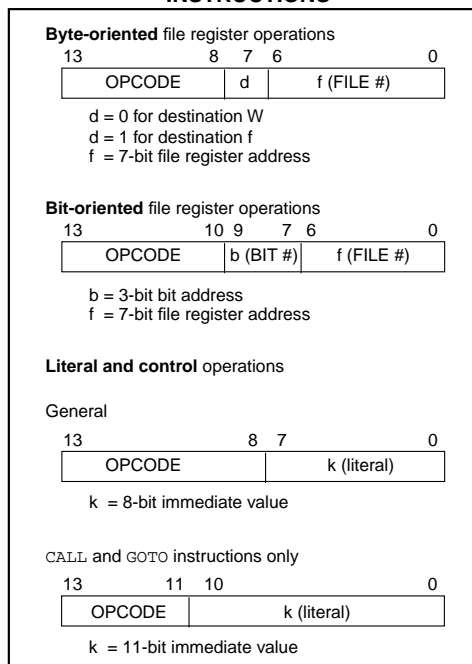 INSTRUCTIONS
Byte-oriented file register operations
13 8 7 6 0
OPCODE d f (FILE #)
d = 0 for destination W
d = 1 for destination f
f = 7-bit file register address
Bit-oriented file register operations
13 10 9 7 6 0
OPCODE b (BIT #) f (FILE #)
b = 3-bit bit address
f = 7-bit file register address
Literal and control operations
General
13 8 7 0
OPCODE k (literal)
k = 8-bit immediate value
CALL and GOTO instructions only
13 11 10 0
OPCODE k (literal)
k = 11-bit immediate value